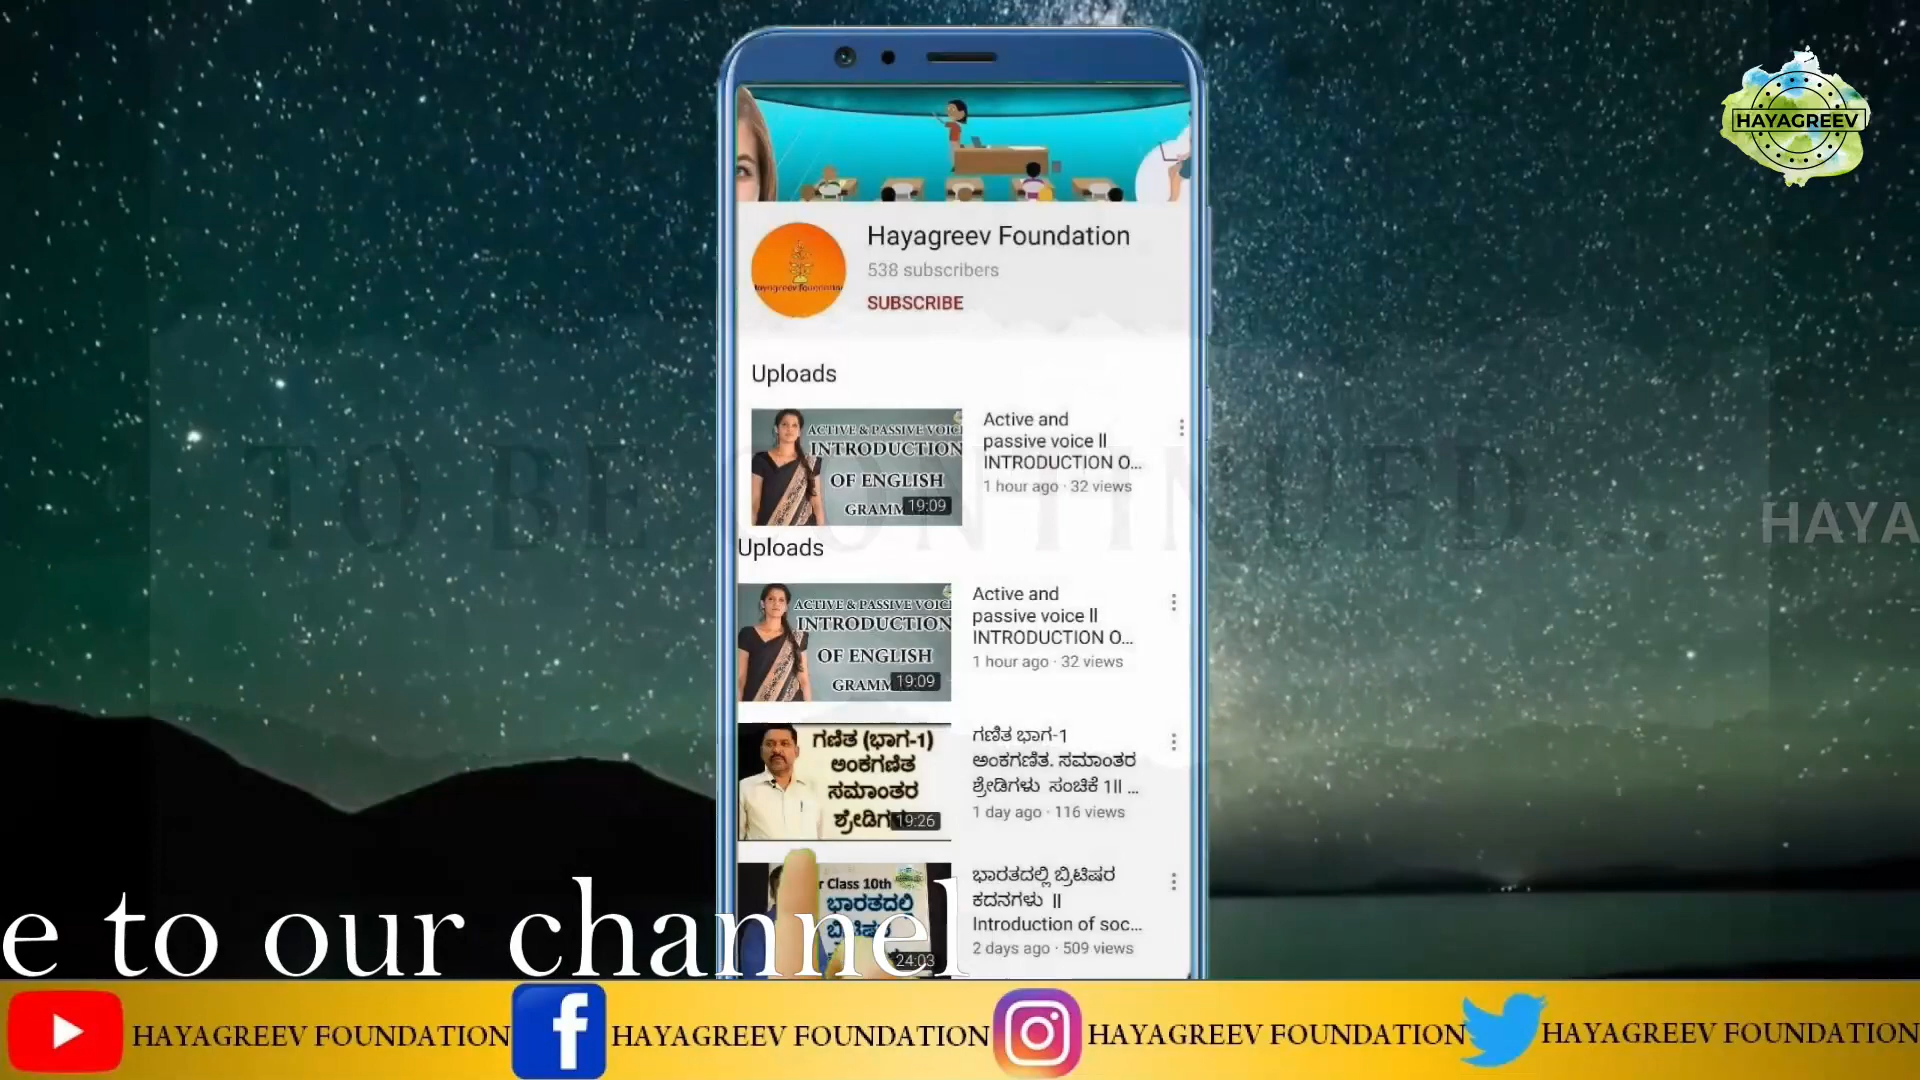 HAYAGREEV
Hayagreev Foundation
538 subscribers
SUBSCRIBE
Uploads
ACTIVE & PASSIVE VOICE
INTRODUCTION
OF ENGLISH
GRAMM
19:09
Active and
passive voice ll
INTRODUCTION O...
1 hour ago · 32 views
TO BE CONTINUED...
HAYA
Uploads
ACTIVE & PASSIVE VOICE
INTRODUCTION
OF ENGLISH
GRAMM
19:09
Active and
passive voice ll
INTRODUCTION O...
1 hour ago · 32 views
ಗಣಿತ (ಭಾಗ-1)
ಅಂಕಗಣಿತ
ಸಮಾಂತರ
ಶ್ರೇಡಿಗ
19:26
ಗಣಿತ ಭಾಗ-1
ಅಂಕಗಣಿತ. ಸಮಾಂತರ
ಶ್ರೇಡಿಗಳು ಸಂಚಿಕೆ 1ll ...
1 day ago · 116 views
r Class 10th
ಭಾರತದಲ್ಲಿ
24:03
ಭಾರತದಲ್ಲಿ ಬ್ರಿಟಿಷರ
ಕದನಗಳು ll
Introduction of soc...
2 days ago · 509 views
e to our channel
HAYAGREEV FOUNDATION
HAYAGREEV FOUNDATION
HAYAGREEV FOUNDATION
HAYAGREEV FOUNDATION